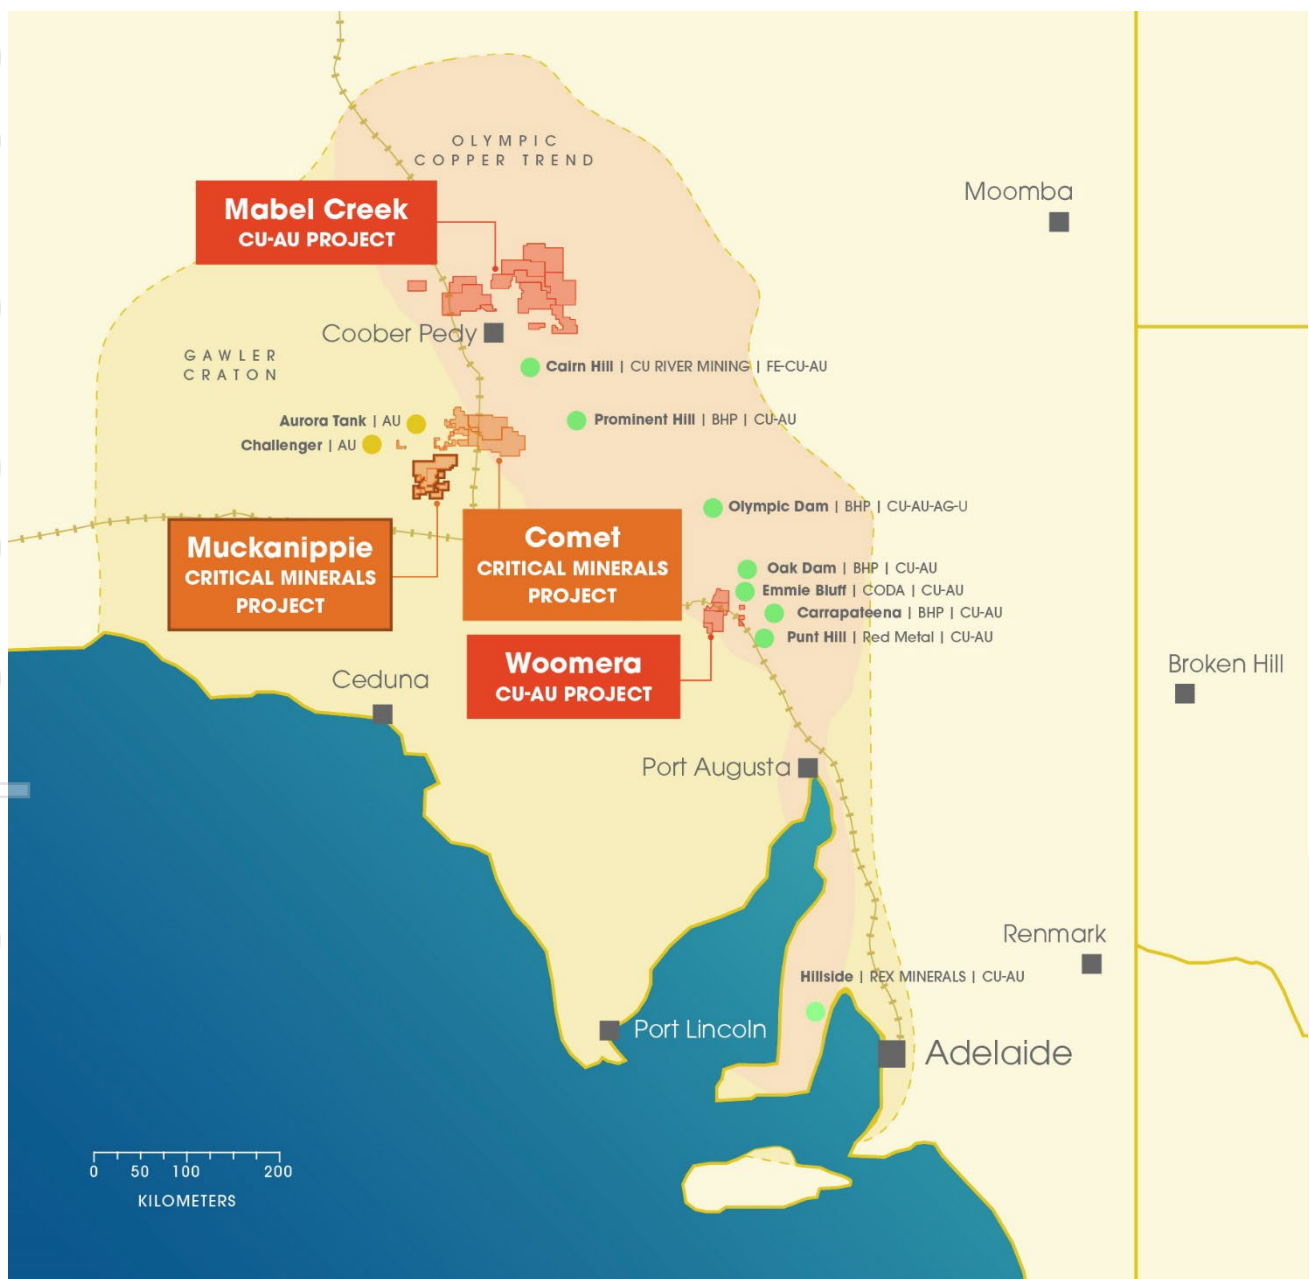 OLYMPIC
COPPER TREND
Moomba
Mabel Creek
CU-AU PROJECT
Coober Pedy
GAWLER
CRATON
Cairn Hill | CU RIVER MINING | FE-CU-AU
Aurora Tank | AU
Prominent Hill | BHP | CU-AU
Challenger | AU
Olympic Dam | BHP | CU-AU-AG-U
Muckanippie
CRITICAL MINERALS
PROJECT
Comet
CRITICAL MINERALS
PROJECT
Oak Dam | BHP | CU-AU
Emmie Bluff | CODA | CU-AU
Carrapateena | BHP | CU-AU
Punt Hill | Red Metal | CU-AU
Woomera
CU-AU PROJECT
Ceduna
Broken Hill
Port Augusta
Renmark
Hillside | REX MINERALS | CU-AU
Port Lincoln
Adelaide
0 50 100 200
KILOMETERS